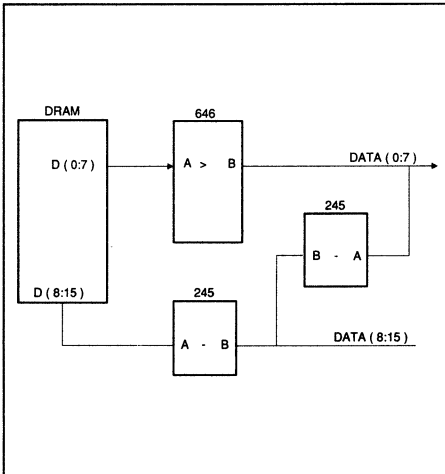 DRAM
646
D ( 0:7 )
A > B
DATA ( 0:7 )
245
B - A
D ( 8:15 )
245
A - B
DATA ( 8:15 )